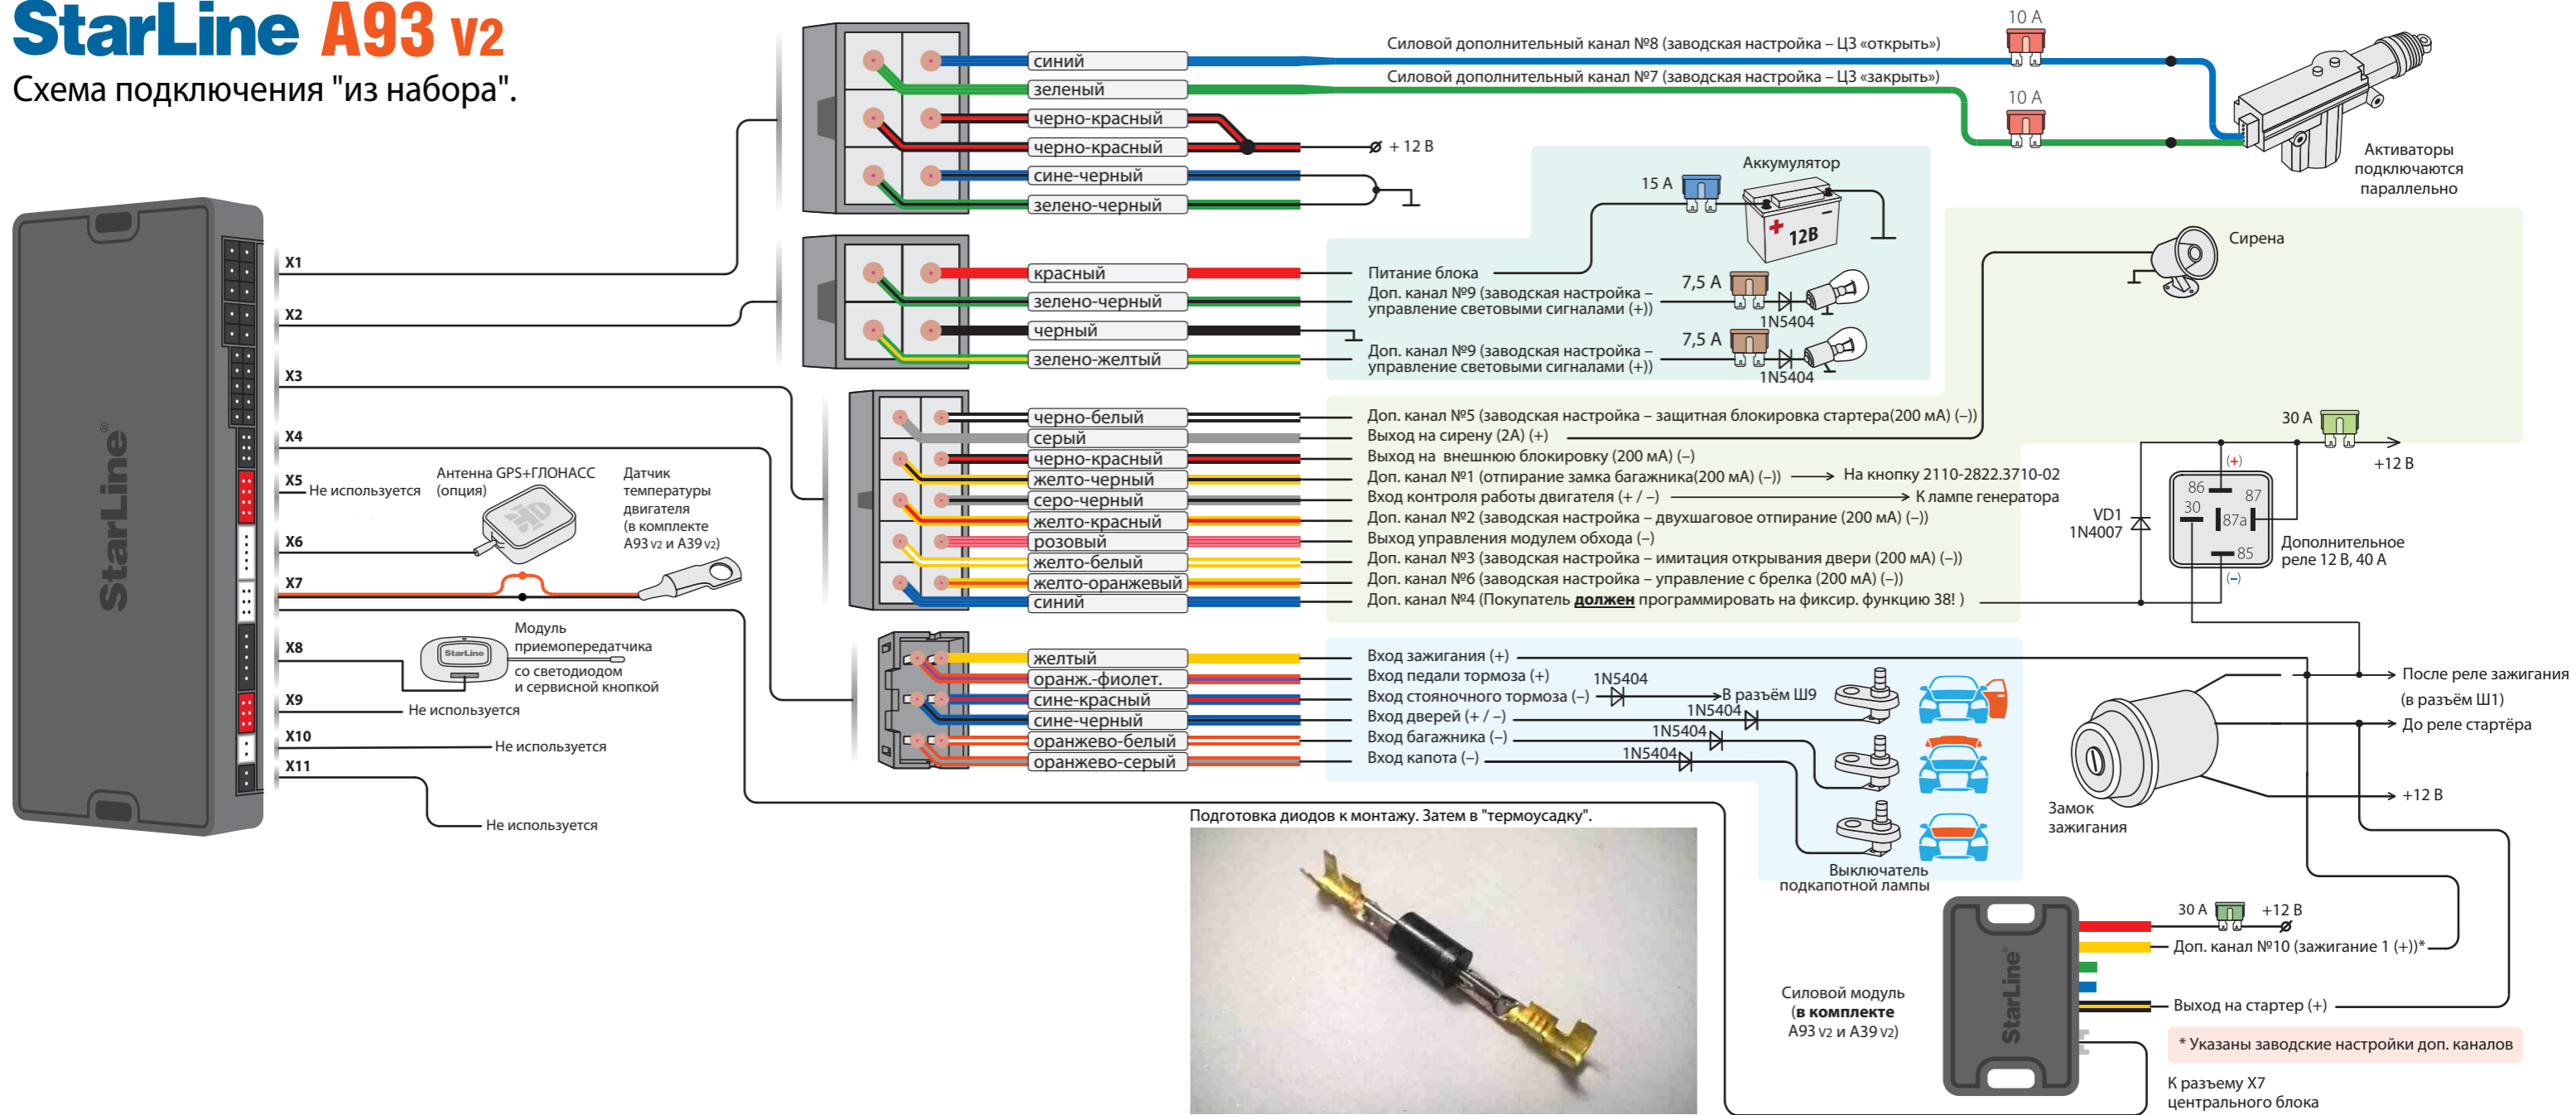 StarLine A93 V2
Схема подключения "из набора".
StarLine®
X1
X2
X3
X4
X5
Не используется
X6
X7
X8
X9
Не используется
X10
Не используется
X11
Не используется
Антенна GPS+ГЛОНАСС
(опция)
Датчик
температуры
двигателя
(в комплекте
A93 V2 и A39 V2)
StarLine
Модуль
приемопередатчика
со светодиодом
и сервисной кнопкой
синий
зеленый
черно-красный
черно-красный
сине-черный
зелено-черный
Силовой дополнительный канал №8 (заводская настройка – ЦЗ «открыть»)
Силовой дополнительный канал №7 (заводская настройка – ЦЗ «закрыть»)
+ 12 В
10 А
10 А
Активаторы
подключаются
параллельно
красный
зелено-черный
черный
зелено-желтый
Аккумулятор
15 А
12В
Питание блока
Доп. канал №9 (заводская настройка –
управление световыми сигналами (+))
7,5 А
1N5404
Доп. канал №9 (заводская настройка –
управление световыми сигналами (+))
7,5 А
1N5404
Сирена
черно-белый
серый
черно-красный
желто-черный
серо-черный
желто-красный
розовый
желто-белый
желто-оранжевый
синий
Доп. канал №5 (заводская настройка – защитная блокировка стартера(200 мА) (–))
Выход на сирену (2А) (+)
Выход на внешнюю блокировку (200 мА) (–)
Доп. канал №1 (отпирание замка багажника(200 мА) (–))
На кнопку 2110-2822.3710-02
Вход контроля работы двигателя (+ / –)
К лампе генератора
Доп. канал №2 (заводская настройка – двухшаговое отпирание (200 мА) (–))
Выход управления модулем обхода (–)
Доп. канал №3 (заводская настройка – имитация открывания двери (200 мА) (–))
Доп. канал №6 (заводская настройка – управление с брелка (200 мА) (–))
Доп. канал №4 (Покупатель должен программировать на фиксир. функцию 38! )
30 А
+12 В
(+)
86
87
30
87а
85
(–)
VD1
1N4007
Дополнительное
реле 12 В, 40 А
желтый
оранж.-фиолет.
сине-красный
сине-черный
оранжево-белый
оранжево-серый
Вход зажигания (+)
Вход педали тормоза (+)
Вход стояночного тормоза (–)
1N5404
В разъём Ш9
Вход дверей (+ / –)
1N5404
Вход багажника (–)
1N5404
Вход капота (–)
1N5404
Выключатель
подкапотной лампы
Замок
зажигания
После реле зажигания
(в разъём Ш1)
До реле стартёра
+12 В
Подготовка диодов к монтажу. Затем в "термоусадку".
Силовой модуль
(в комплекте
A93 V2 и A39 V2)
StarLine®
30 А
+12 В
Доп. канал №10 (зажигание 1 (+))*
Выход на стартер (+)
* Указаны заводские настройки доп. каналов
К разъему X7
центрального блока